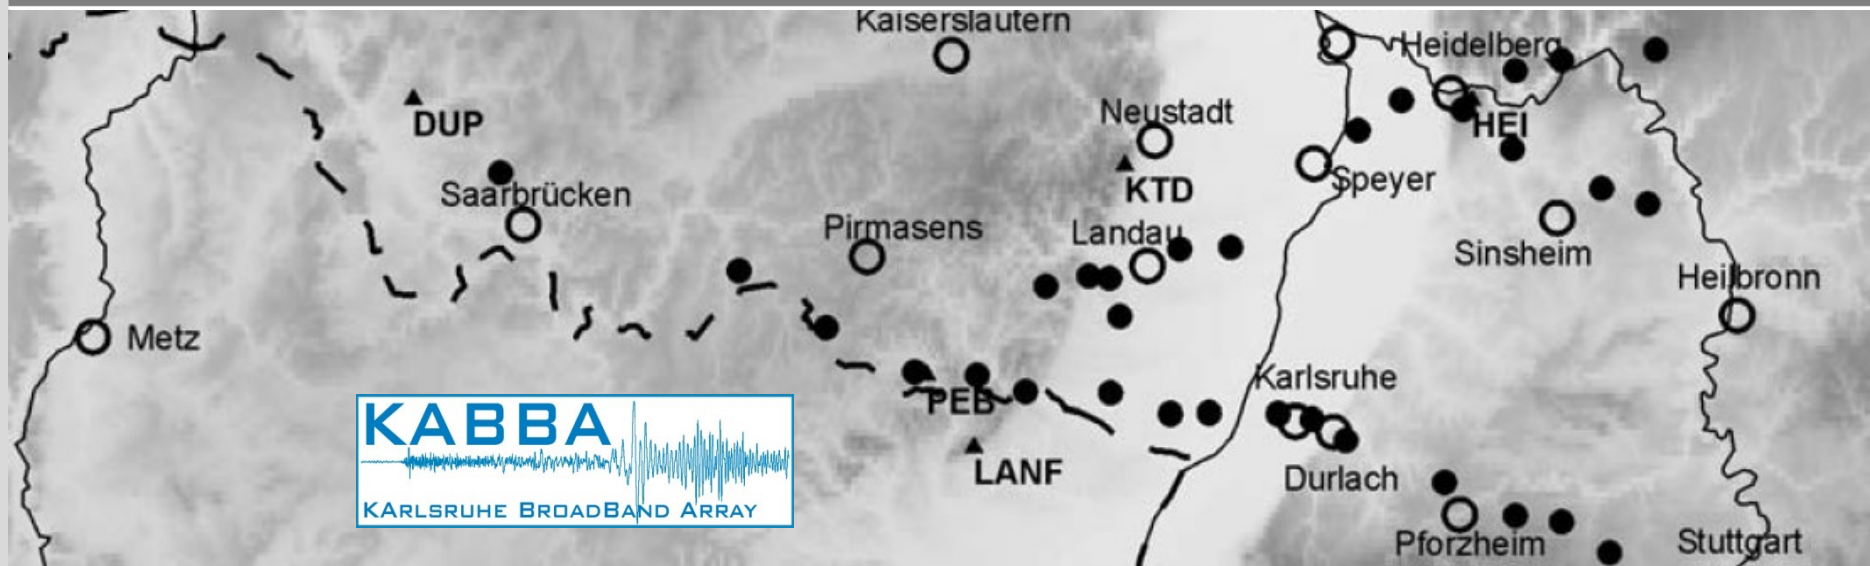 Kaiserslautern
Heidelberg
Neustadt
DUP
HEI
KTD
Speyer
Saarbrücken
Pirmasens
Landau
Sinsheim
Heilbronn
Metz
Karlsruhe
PEB
KABBA
LANF
Durlach
KARLSRUHE BROADBAND ARRAY
Pforzheim
Stuttgart